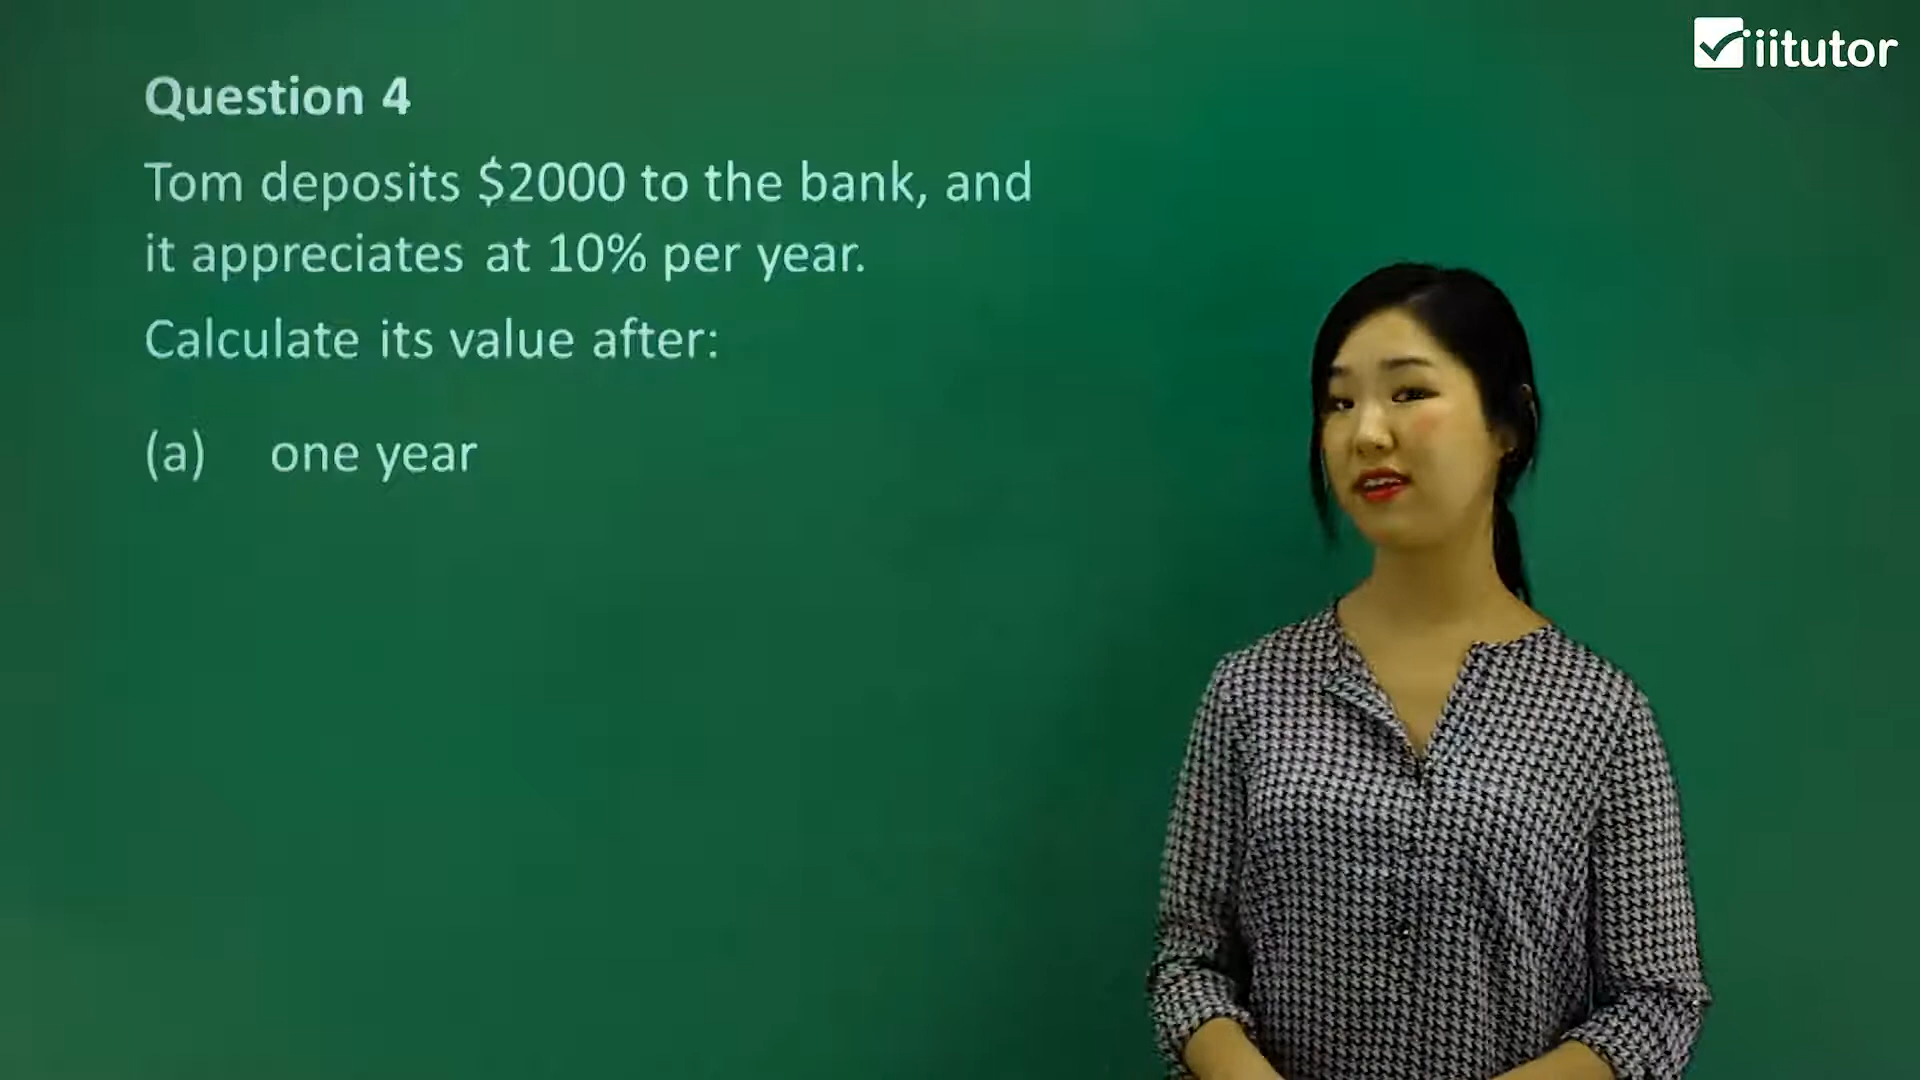 iitutor
Question 4
Tom deposits $2000 to the bank, and
it appreciates at 10% per year.
Calculate its value after:
(a) one year